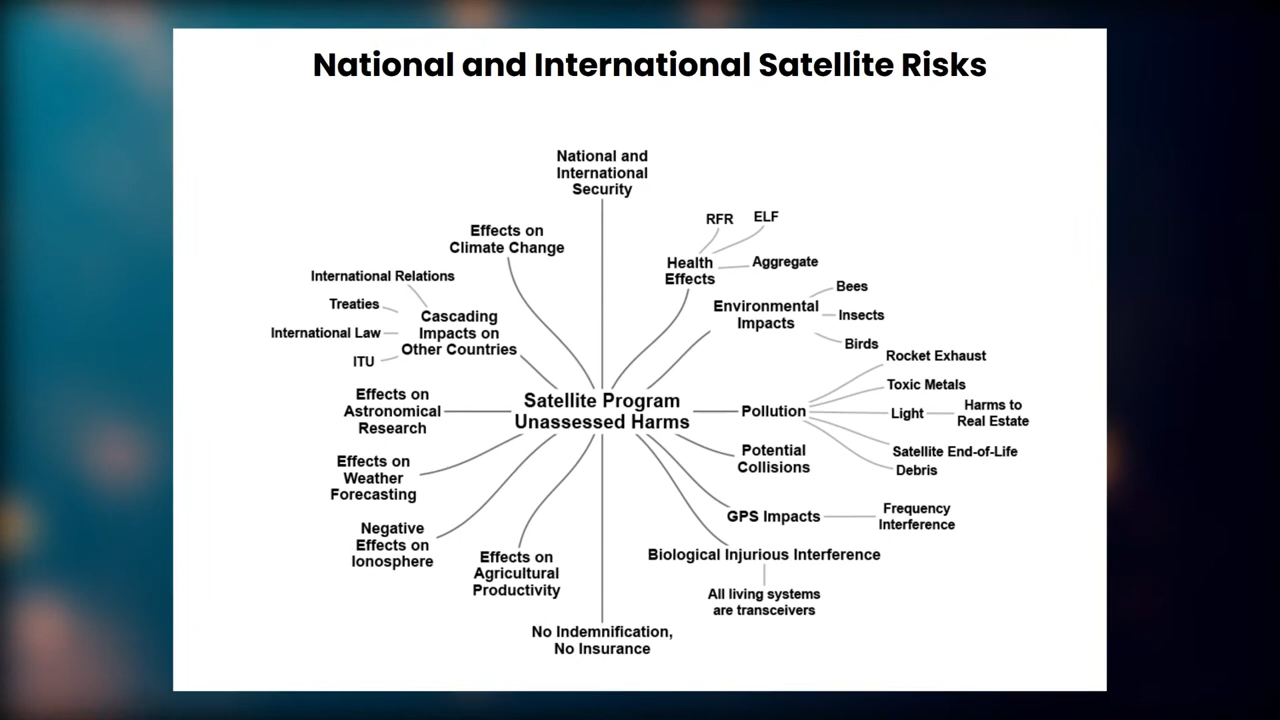 National and International Satellite Risks
National and
International
Security
Effects on
Climate Change
International Relations
Treaties
International Law
ITU
Cascading
Impacts on
Other Countries
Effects on
Astronomical
Research
Effects on
Weather
Forecasting
Negative
Effects on
Ionosphere
Effects on
Agricultural
Productivity
No Indemnification,
No Insurance
Satellite Program
Unassessed Harms
RFR
ELF
Health
Effects
Aggregate
Environmental
Impacts
Bees
Insects
Birds
Pollution
Rocket Exhaust
Toxic Metals
Light
Harms to
Real Estate
Satellite End-of-Life
Debris
Potential
Collisions
GPS Impacts
Frequency
Interference
Biological Injurious Interference
All living systems
are transceivers